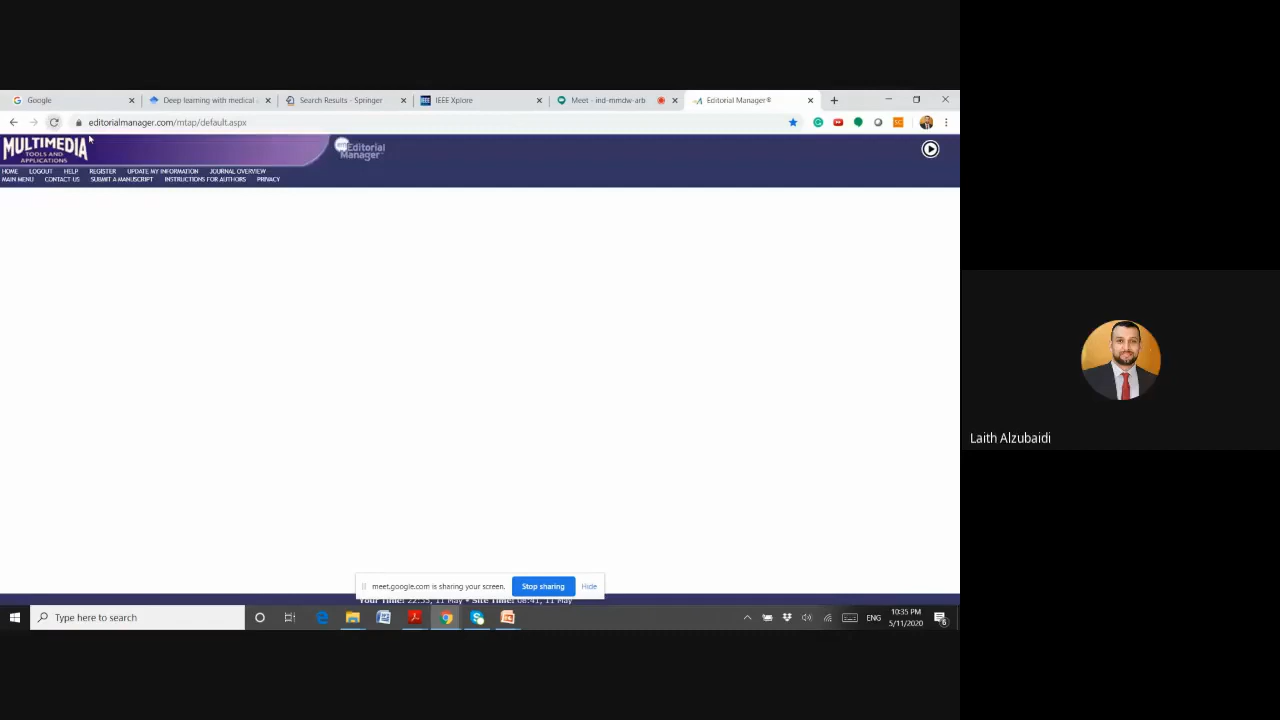 Google
Deep learning with medical
Search Results - Springer
IEEE Xplore
Meet - ind-mmdw-arb
Editorial Manager®
editorialmanager.com/mtap/default.aspx
MULTIMEDIA
TOOLS AND
APPLICATIONS
Editorial
Manager
HOME LOGOUT HELP REGISTER UPDATE MY INFORMATION JOURNAL OVERVIEW
MAIN MENU CONTACT US SUBMIT A MANUSCRIPT INSTRUCTIONS FOR AUTHORS PRIVACY
Laith Alzubaidi
meet.google.com is sharing your screen. Stop sharing Hide
Type here to search
ENG
10:35 PM
5/11/2020